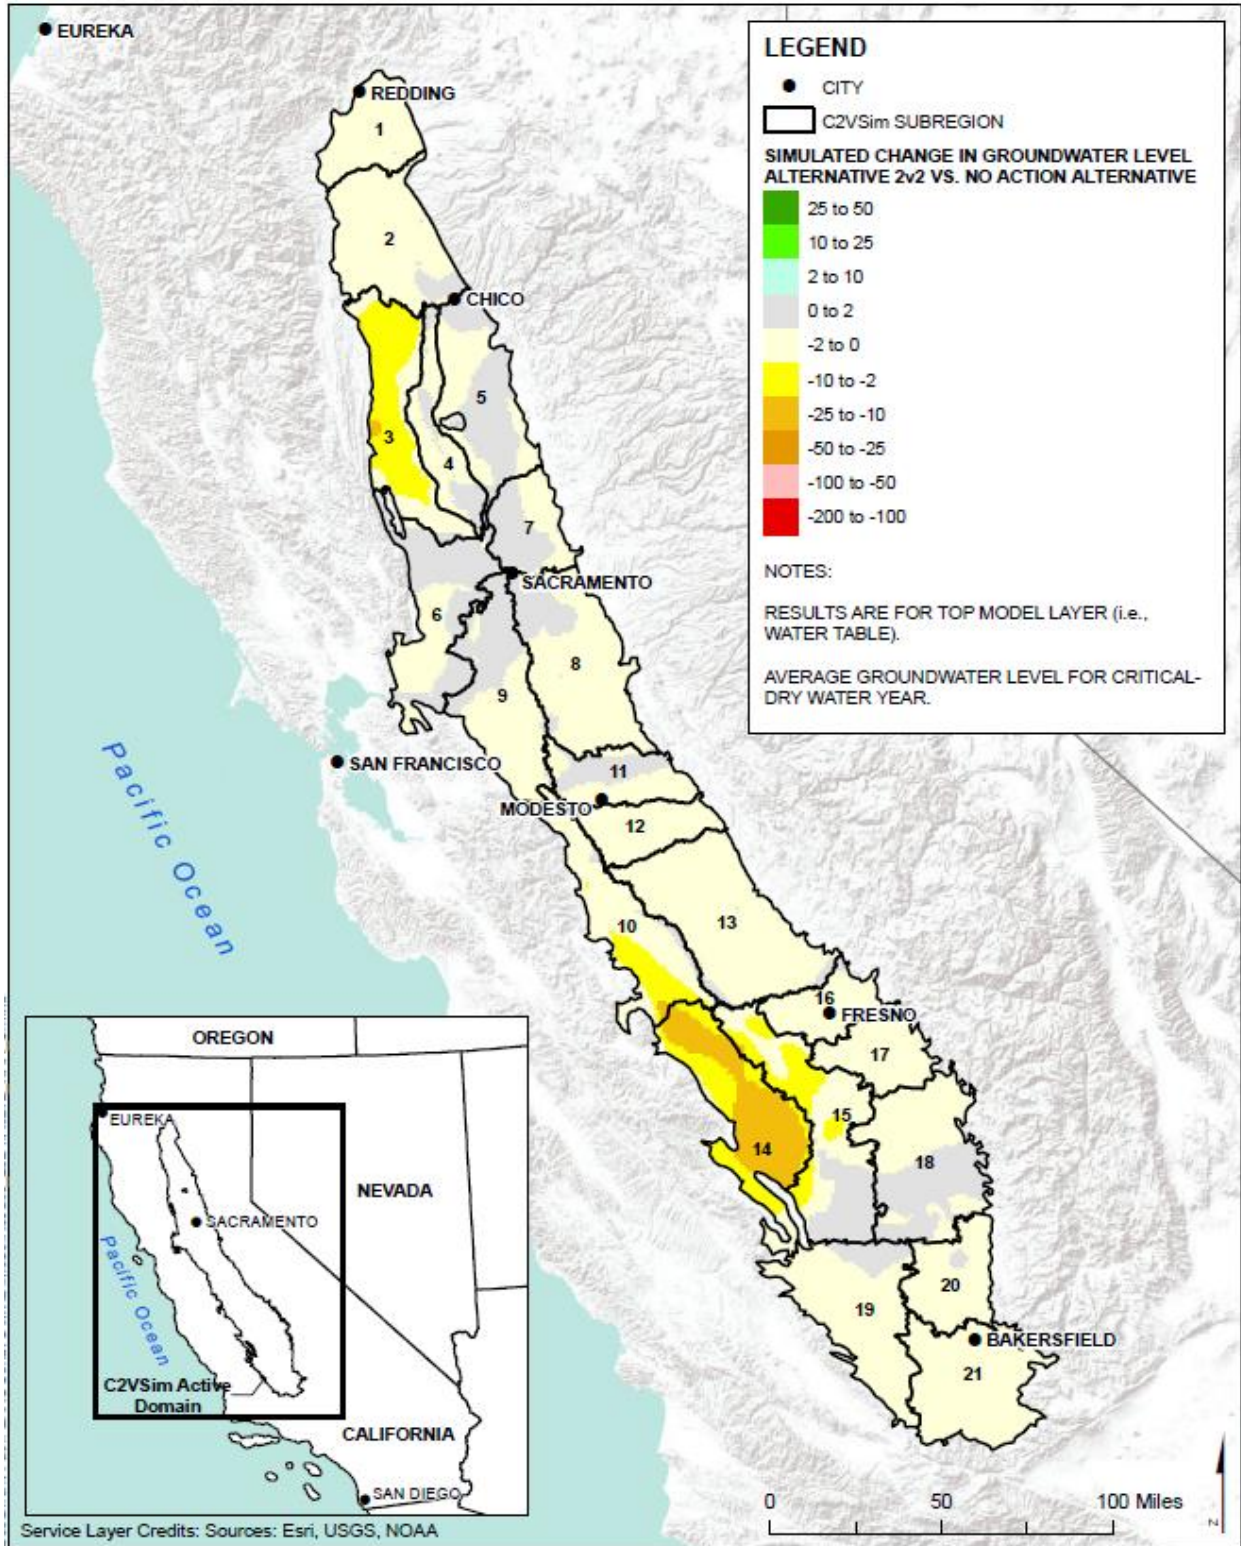 EUREKA
REDDING
1
2
CHICO
5
3
4
7
SACRAMENTO
6
8
9
SAN FRANCISCO
11
MODESTO
12
10
13
16
FRESNO
17
15
14
18
19
20
BAKERSFIELD
21
Pacific Ocean
LEGEND
CITY
C2VSim SUBREGION
SIMULATED CHANGE IN GROUNDWATER LEVEL
ALTERNATIVE 2v2 VS. NO ACTION ALTERNATIVE
25 to 50
10 to 25
2 to 10
0 to 2
-2 to 0
-10 to -2
-25 to -10
-50 to -25
-100 to -50
-200 to -100
NOTES:
RESULTS ARE FOR TOP MODEL LAYER (i.e.,
WATER TABLE).
AVERAGE GROUNDWATER LEVEL FOR CRITICAL-
DRY WATER YEAR.
OREGON
EUREKA
NEVADA
SACRAMENTO
Pacific Ocean
C2VSim Active
Domain
CALIFORNIA
SAN DIEGO
0 50 100 Miles
Z
Service Layer Credits: Sources: Esri, USGS, NOAA